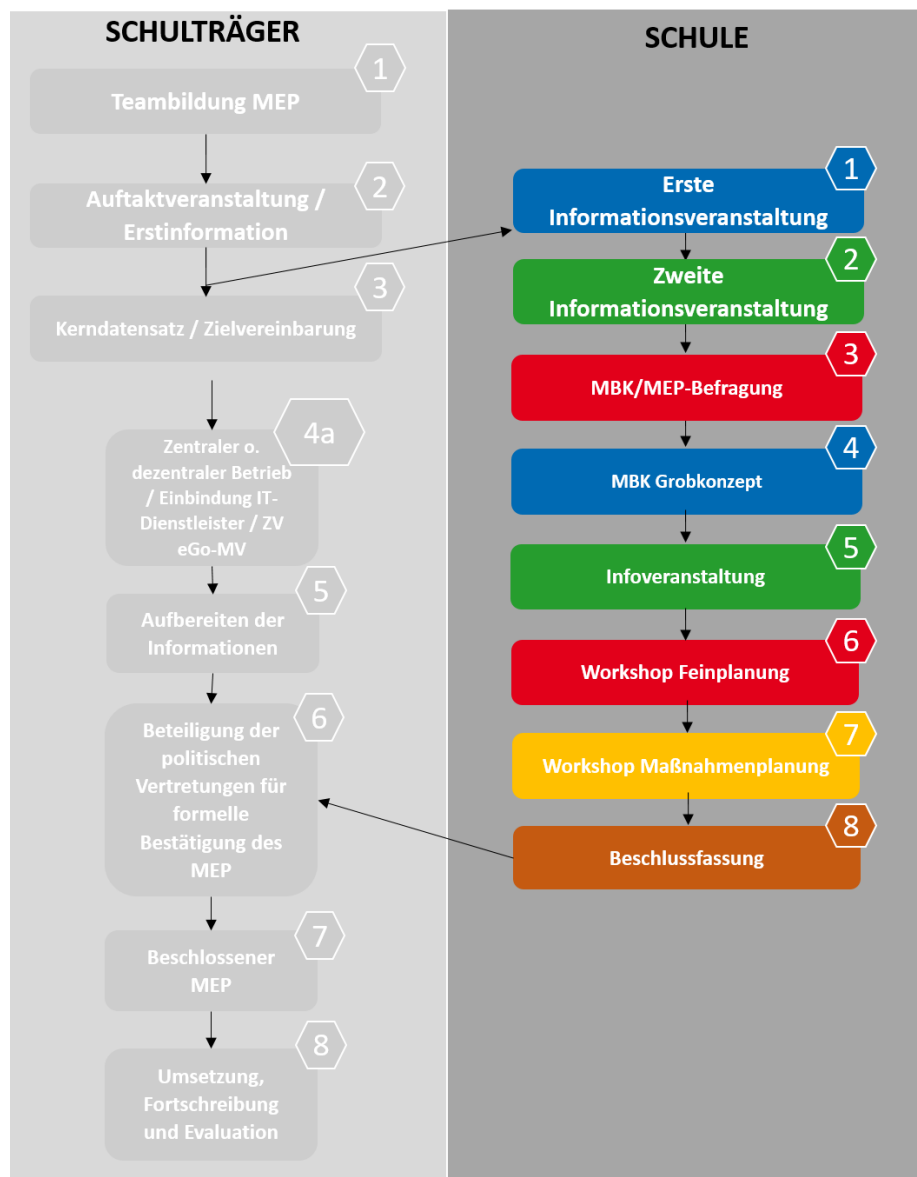 SCHULTRÄGER
1
Teambildung MEP
2
Auftaktveranstaltung /
Erstinformation
3
Kerndatensatz / Zielvereinbarung
4a
Zentraler o.
dezentraler Betrieb
/ Einbindung IT-
Dienstleister / ZV
eGo-MV
5
Aufbereiten der
Informationen
6
Beteiligung der
politischen
Vertretungen für
formelle
Bestätigung des
MEP
7
Beschlossener
MEP
8
Umsetzung,
Fortschreibung
und Evaluation
SCHULE
1
Erste
Informationsveranstaltung
2
Zweite
Informationsveranstaltung
3
MBK/MEP-Befragung
4
MBK Grobkonzept
5
Infoveranstaltung
6
Workshop Feinplanung
7
Workshop Maßnahmenplanung
8
Beschlussfassung